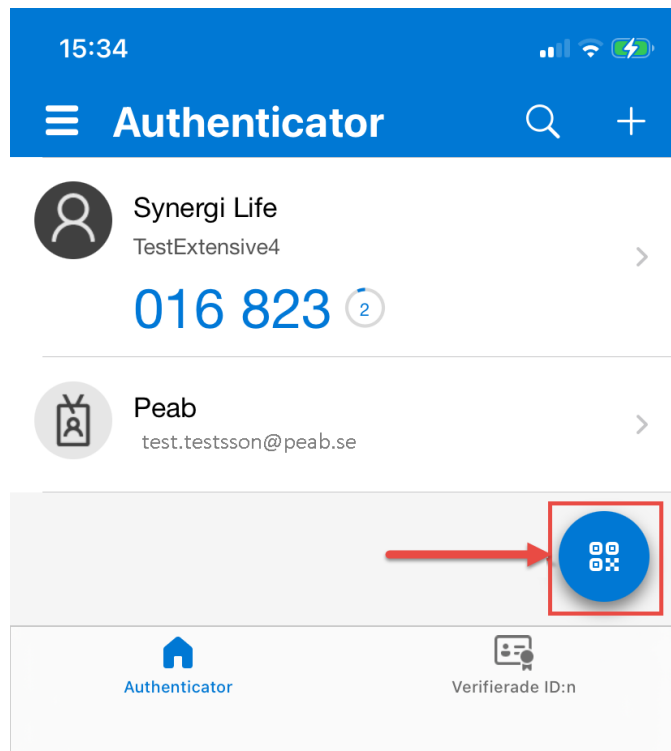 15:34
Authenticator
Synergi Life
TestExtensive4
016 823 2
Peab
test.testsson@peab.se
Authenticator
Verifierade ID:n